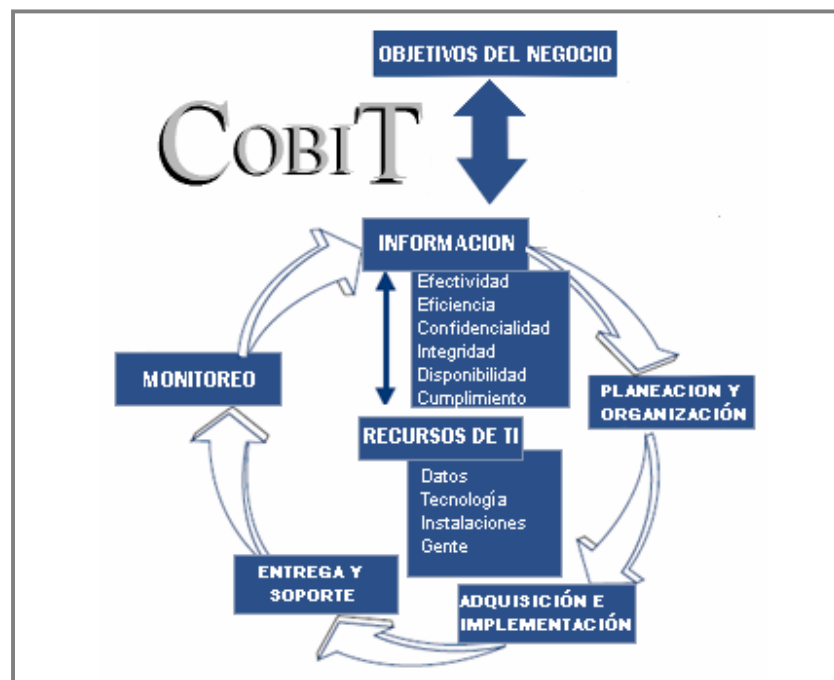 OBJETIVOS DEL NEGOCIO
COBIT
INFORMACION
Efectividad
Eficiencia
Confidencialidad
Integridad
Disponibilidad
Cumplimiento
MONITOREO
PLANEACION Y
ORGANIZACIÓN
RECURSOS DE TI
Datos
Tecnología
Instalaciones
Gente
ENTREGA Y
SOPORTE
ADQUISICIÓN E
IMPLEMENTACIÓN